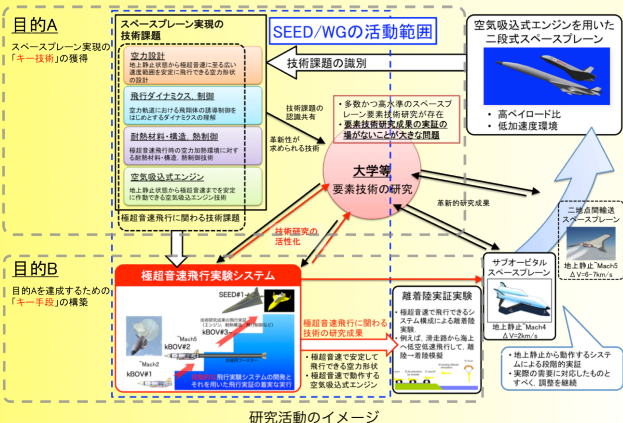 目的A
スペースプレーン実現の
「キー技術」の獲得
スペースプレーン実現の
技術課題
空力設計
地上静止状態から極超音速に至る広い
速度範囲を安定に飛行できる空力形状
の設計
飛行ダイナミクス、制御
空力軌道における飛翔体の誘導制御を
はじめとするダイナミクスの理解
耐熱材料・構造、熱制御
極超音速飛行時の空力加熱環境に対す
る耐熱材料・構造、熱制御技術
空気吸込式エンジン
地上静止状態から極超音速までを安定
に作動できる空気吸込式エンジン技術
極超音速飛行に関わる技術課題
SEED/WGの活動範囲
技術課題の識別
技術課題の
認識共有
革新性が
求められる技術
・多数かつ高水準のスペースプ
レーン要素技術研究が存在
・要素技術研究成果の実証の
場がないことが大きな問題
大学等
要素技術の研究
空気吸込式エンジンを用いた
二段式スペースプレーン
・高ペイロード比
・低加速度環境
革新的研究成果
二地点間輸送
スペースプレーン
地上静止~Mach5
ΔV=6-7km/s
サブオービタル
スペースプレーン
地上静止~Mach4
ΔV=2km/s
・地上静止から動作するシステ
ムによる段階的実証
・実際の需要に対応したものと
すべく、調整を継続
目的B
目的Aを達成するための
「キー手段」の構築
技術研究の
活性化
極超音速飛行実験システム
SEED#1
技術研究成果の飛行実証
kBOV#3
~Mach5
kBOV#2
~Mach2
kBOV#1
飛行実験システムの開発と
それを用いた飛行実証の着実な実行
極超音速飛行に関わる
技術の研究成果
・極超音速で安定して
飛行できる空力形状
・極超音速で動作する
空気吸込式エンジン
離着陸実証実験
・極超音速で飛行できるシ
ステム構成による離着陸
実験.
・例えば、滑走路から海上
へ低空低速飛行して、離
陸ー着陸模擬
研究活動のイメージ